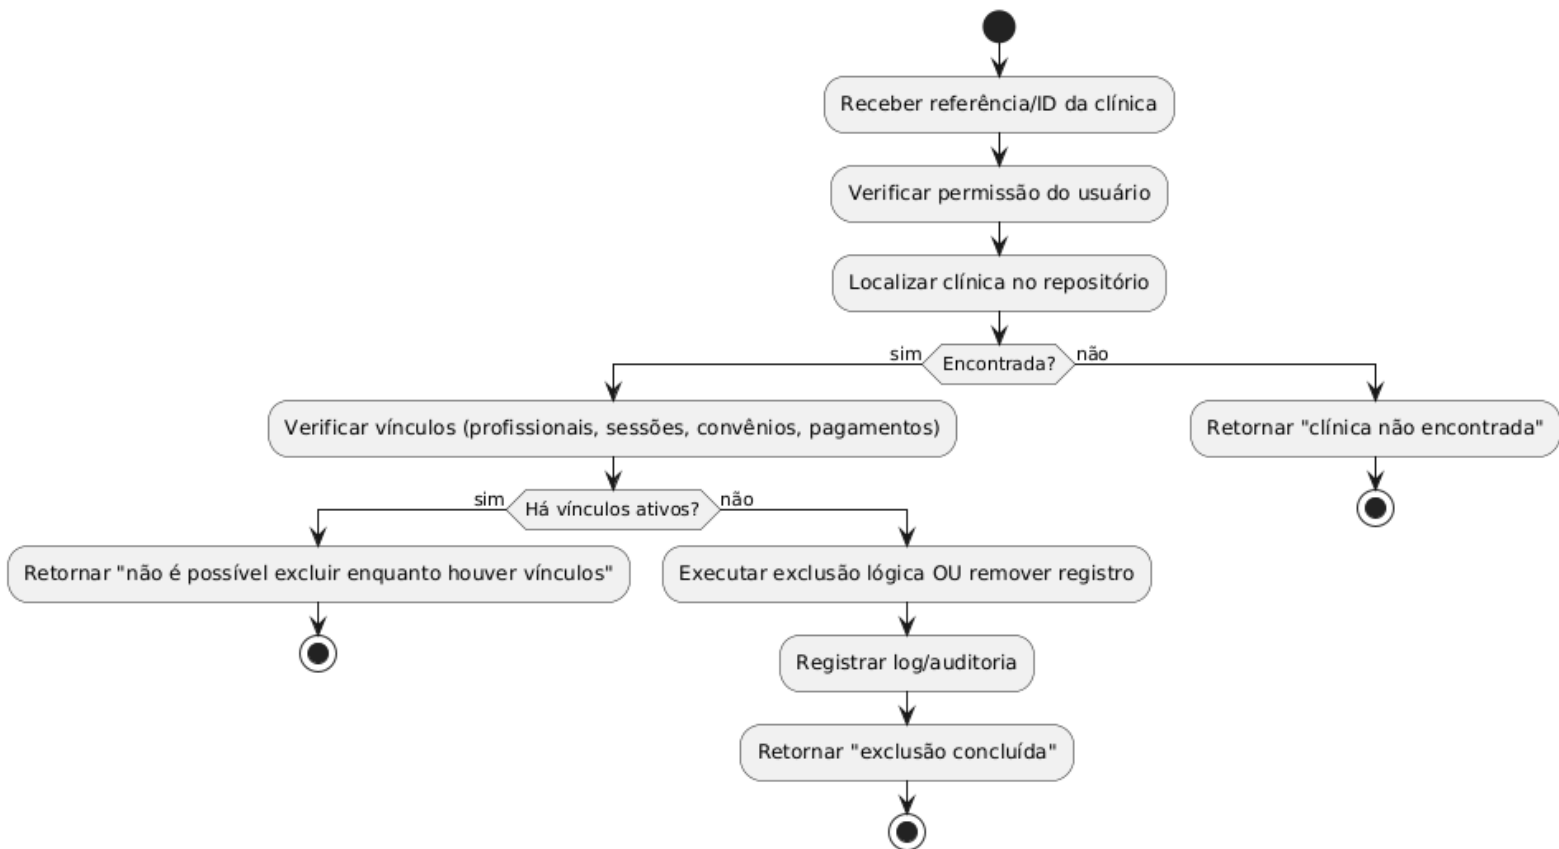 Receber referência/ID da clínica
Verificar permissão do usuário
Localizar clínica no repositório
sim
Encontrada?
não
Verificar vínculos (profissionais, sessões, convênios, pagamentos)
Retornar "clínica não encontrada"
sim
Há vínculos ativos?
não
Retornar "não é possível excluir enquanto houver vínculos"
Executar exclusão lógica OU remover registro
Registrar log/auditoria
Retornar "exclusão concluída"